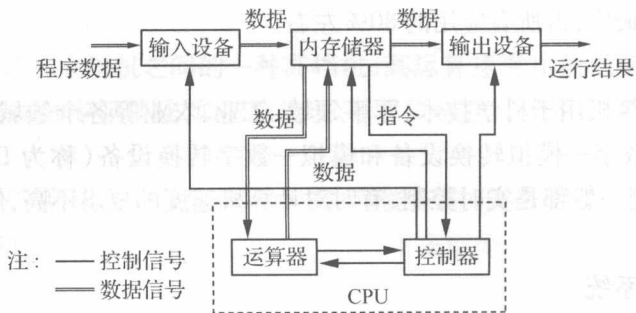 数据
数据
输入设备
内存储器
输出设备
程序数据
运行结果
数据
指令
数据
运算器
控制器
注:
控制信号
数据信号
CPU